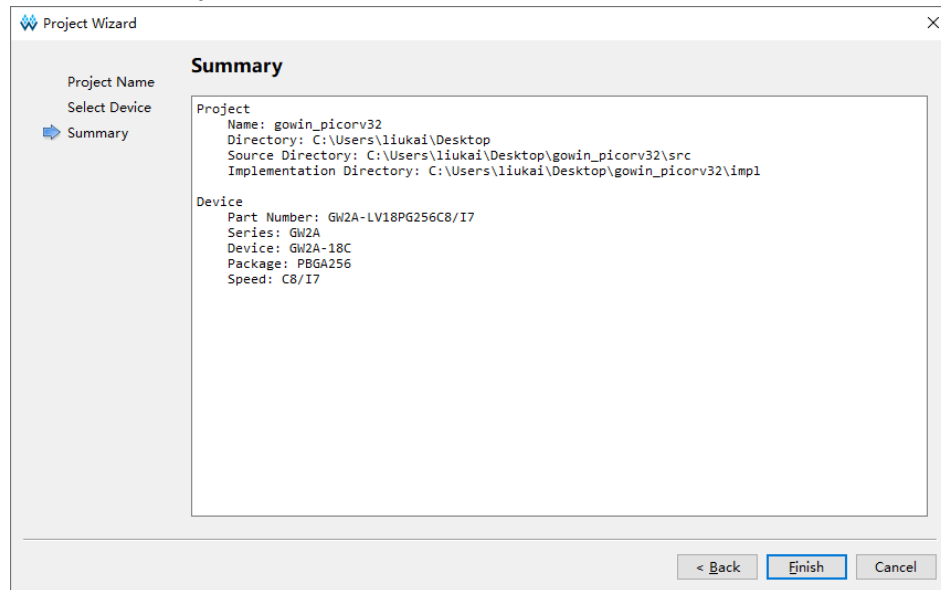 Project Wizard
Project Name
Select Device
Summary
Summary
Project
Name: gowin_picorv32
Directory: C:\Users\liukai\Desktop
Source Directory: C:\Users\liukai\Desktop\gowin_picorv32\src
Implementation Directory: C:\Users\liukai\Desktop\gowin_picorv32\impl
Device
Part Number: GW2A-LV18PG256C8/I7
Series: GW2A
Device: GW2A-18C
Package: PBGA256
Speed: C8/I7
< Back
Finish
Cancel